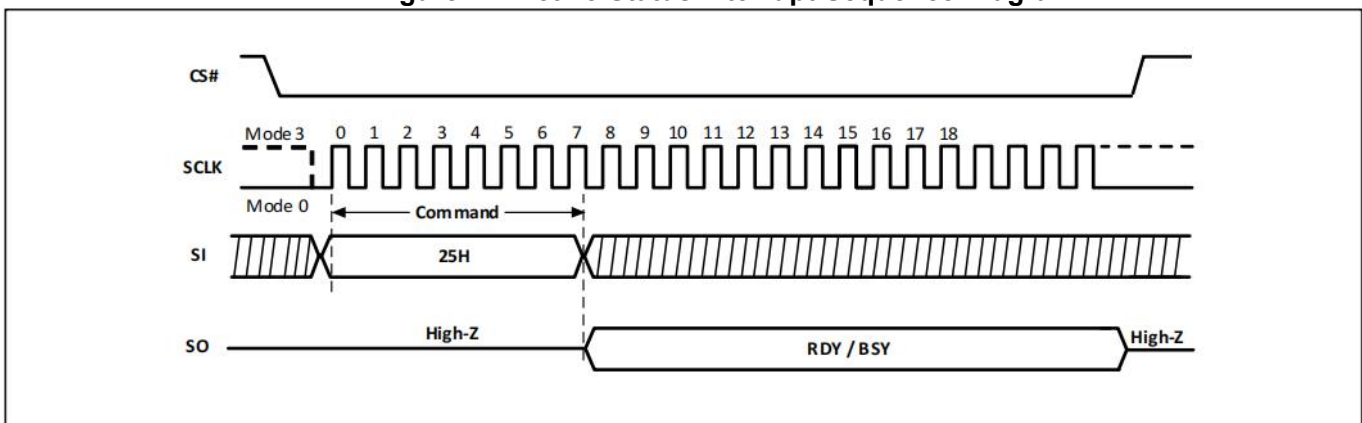 CS#
Mode 3 0 1 2 3 4 5 6 7 8 9 10 11 12 13 14 15 16 17 18
SCLK
Mode 0
Command
SI 25H
High-Z
SO RDY / BSY High-Z